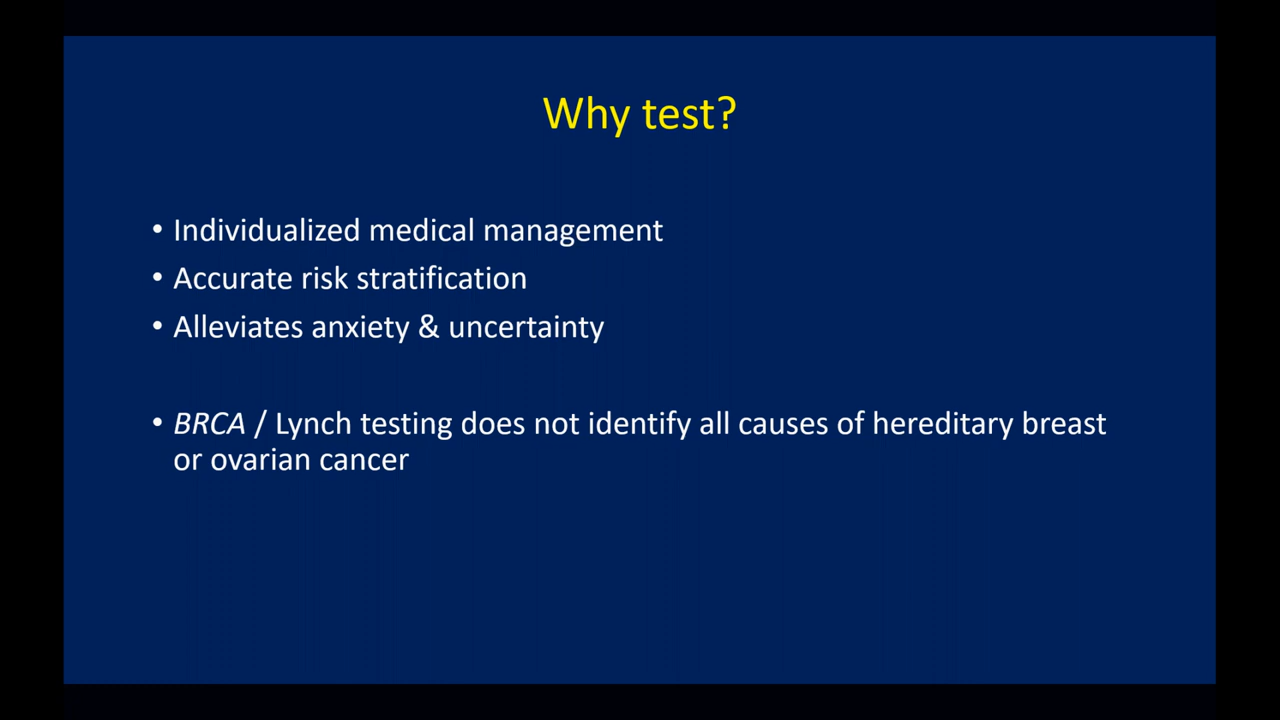 Why test?
• Individualized medical management
• Accurate risk stratification
• Alleviates anxiety & uncertainty
• BRCA / Lynch testing does not identify all causes of hereditary breast
or ovarian cancer